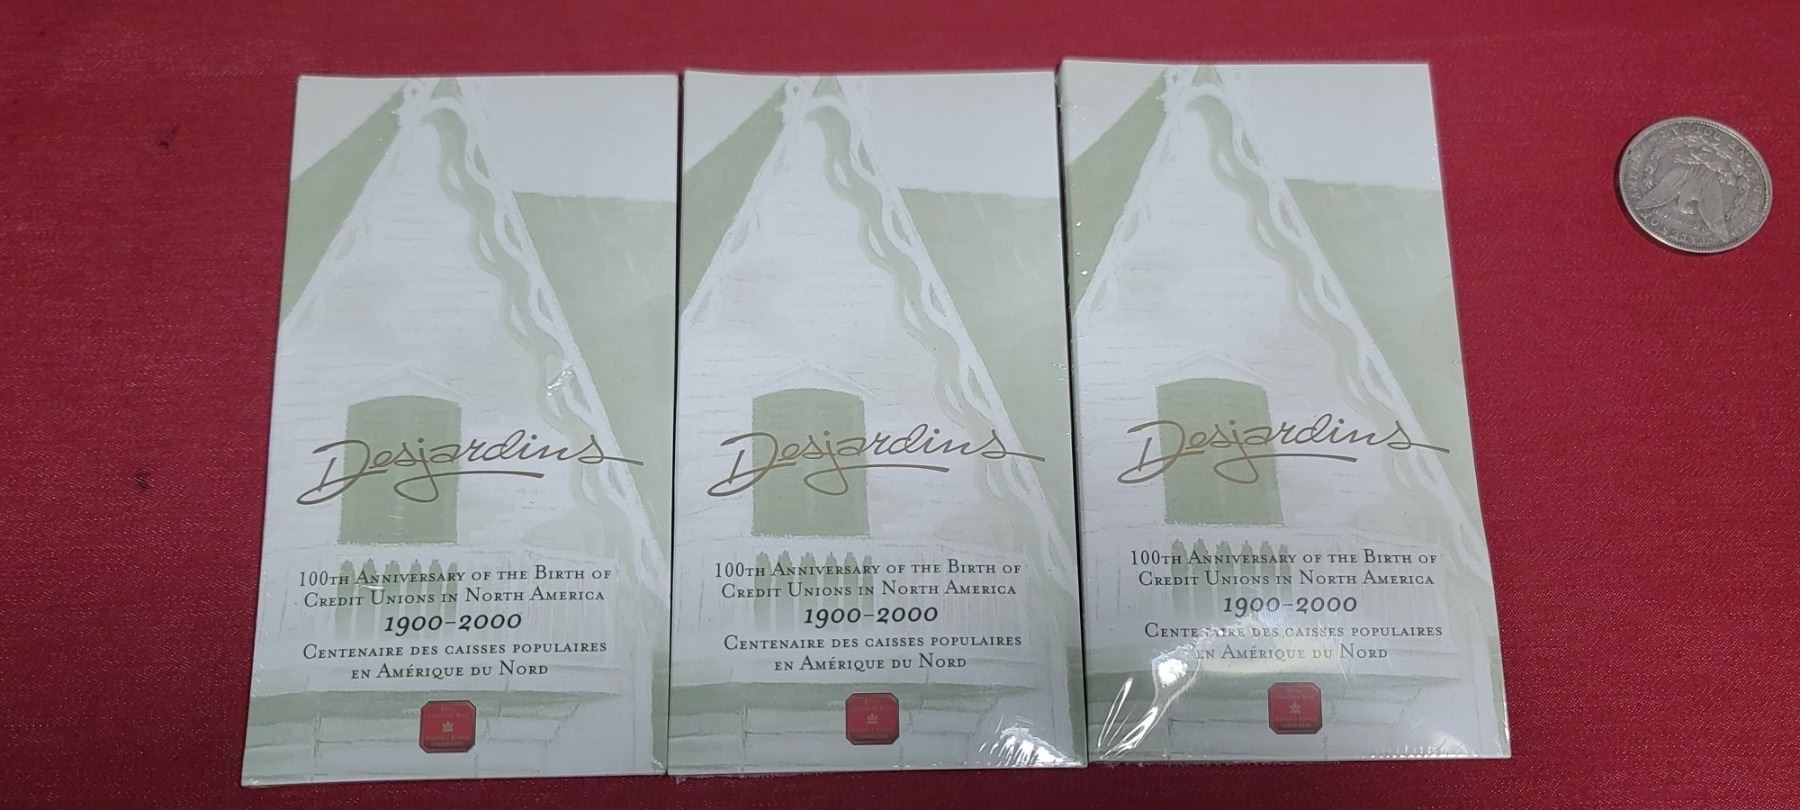 Desjardins
100th Anniversary of the Birth of
Credit Unions in North America
1900-2000
Centenaire des caisses populaires
en Amérique du Nord
Desjardins
100th Anniversary of the Birth of
Credit Unions in North America
1900-2000
Centenaire des caisses populaires
en Amérique du Nord
Desjardins
100th Anniversary of the Birth of
Credit Unions in North America
1900-2000
Centenaire des caisses populaires
en Amérique du Nord
ONE DOLLAR